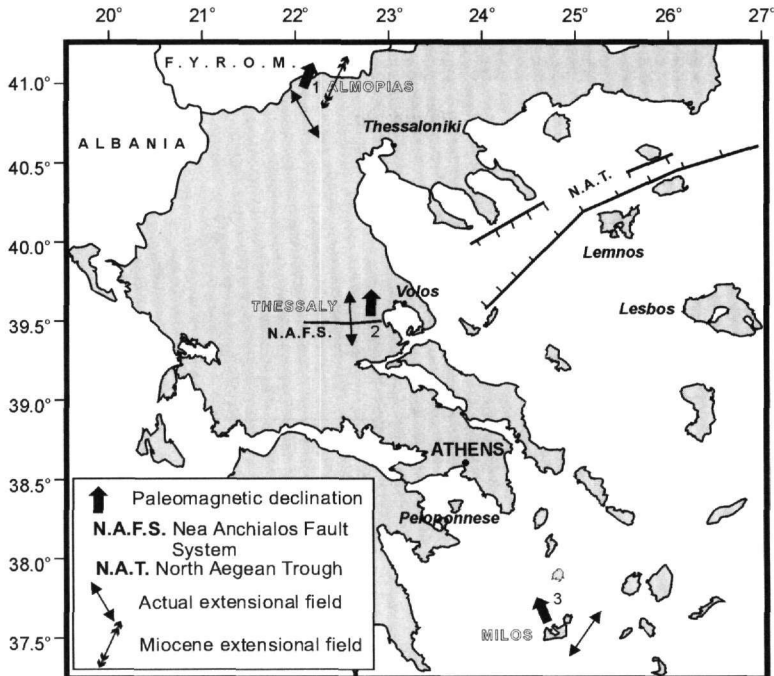 20° 21° 22° 23° 24° 25° 26° 27°
F.Y.R.O.M.
41.0°
1 ALMOPIAS
Thessaloniki
ALBANIA
40.5°
N.A.T.
40.0°
Lemnos
Volos
THESSALY
Lesbos
39.5°
N.A.F.S.
2
39.0°
ATHENS
38.5°
Paleomagnetic declination
Peloponnese
N.A.F.S. Nea Anchialos Fault
System
38.0°
N.A.T. North Aegean Trough
Actual extensional field
3
MILOS
37.5°
Miocene extensional field